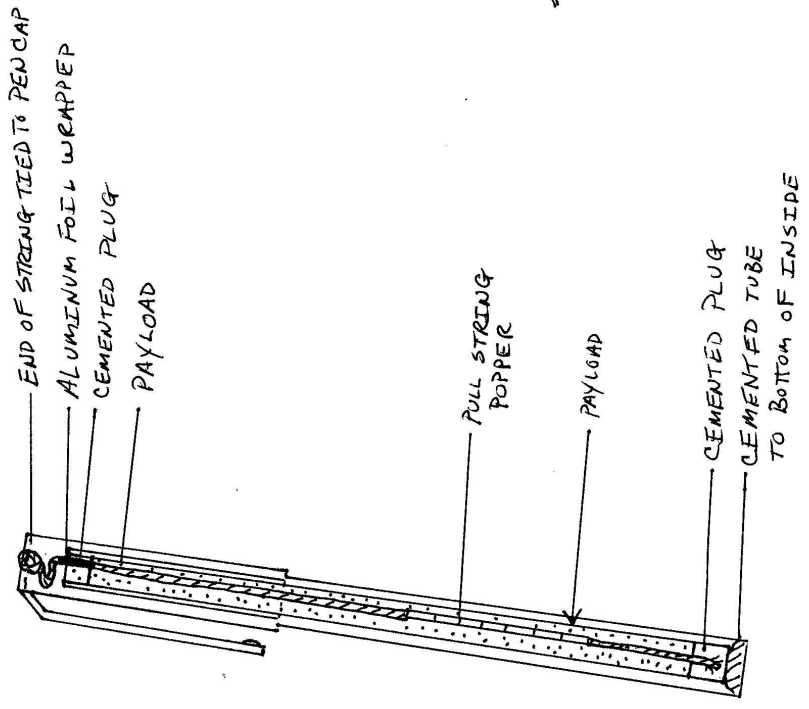 END OF STRING TIED TO PEN CAP
ALUMINUM FOIL WRAPPEP
CEMENTED PLUG
PAYLOAD
PULL STRING
POPPER
PAYLOAD
CEMENTED PLUG
CEMENTED TUBE
TO BOTTOM OF INSIDE